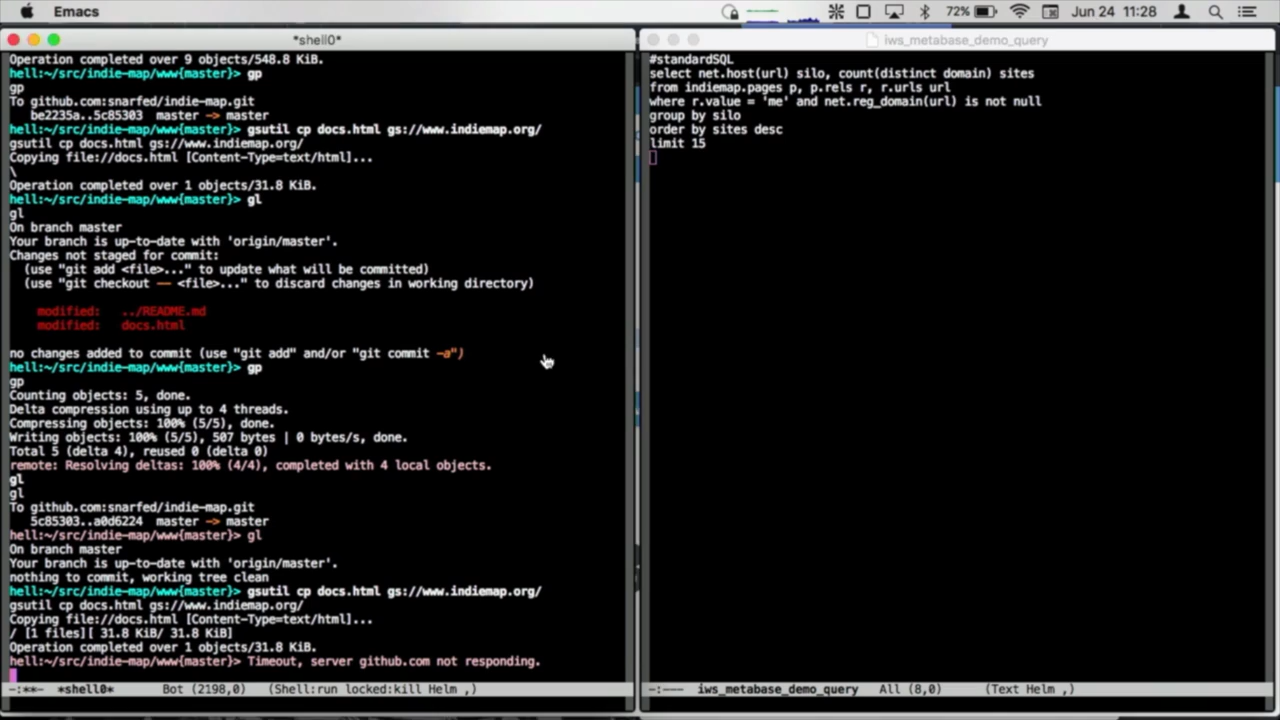 Emacs
72%
Jun 24 11:28
*shell0*
Operation completed over 9 objects/548.8 KiB.
hell:~/src/indie-map/www{master}> gp
gp
To github.com:snarfed/indie-map.git
be2235a..5c85303 master -> master
hell:~/src/indie-map/www{master}> gsutil cp docs.html gs://www.indiemap.org/
gsutil cp docs.html gs://www.indiemap.org/
Copying file://docs.html [Content-Type=text/html]...
\
Operation completed over 1 objects/31.8 KiB.
hell:~/src/indie-map/www{master}> gl
gl
On branch master
Your branch is up-to-date with 'origin/master'.
Changes not staged for commit:
(use "git add <file>..." to update what will be committed)
(use "git checkout -- <file>..." to discard changes in working directory)
modified: ../README.md
modified: docs.html
no changes added to commit (use "git add" and/or "git commit -a")
hell:~/src/indie-map/www{master}> gp
gp
Counting objects: 5, done.
Delta compression using up to 4 threads.
Compressing objects: 100% (5/5), done.
Writing objects: 100% (5/5), 507 bytes | 0 bytes/s, done.
Total 5 (delta 4), reused 0 (delta 0)
remote: Resolving deltas: 100% (4/4), completed with 4 local objects.
gl
gl
To github.com:snarfed/indie-map.git
5c85303..a0d6224 master -> master
hell:~/src/indie-map/www{master}> gl
On branch master
Your branch is up-to-date with 'origin/master'.
nothing to commit, working tree clean
hell:~/src/indie-map/www{master}> gsutil cp docs.html gs://www.indiemap.org/
gsutil cp docs.html gs://www.indiemap.org/
Copying file://docs.html [Content-Type=text/html]...
/ [1 files][ 31.8 KiB/ 31.8 KiB]
Operation completed over 1 objects/31.8 KiB.
hell:~/src/indie-map/www{master}> Timeout, server github.com not responding.
-:**- *shell0* Bot (2198,0) (Shell:run locked:kill Helm ,)
iws_metabase_demo_query
#standardSQL
select net.host(url) silo, count(distinct domain) sites
from indiemap.pages p, p.rels r, r.urls url
where r.value = 'me' and net.reg_domain(url) is not null
group by silo
order by sites desc
limit 15
-:--- iws_metabase_demo_query All (8,0) (Text Helm ,)